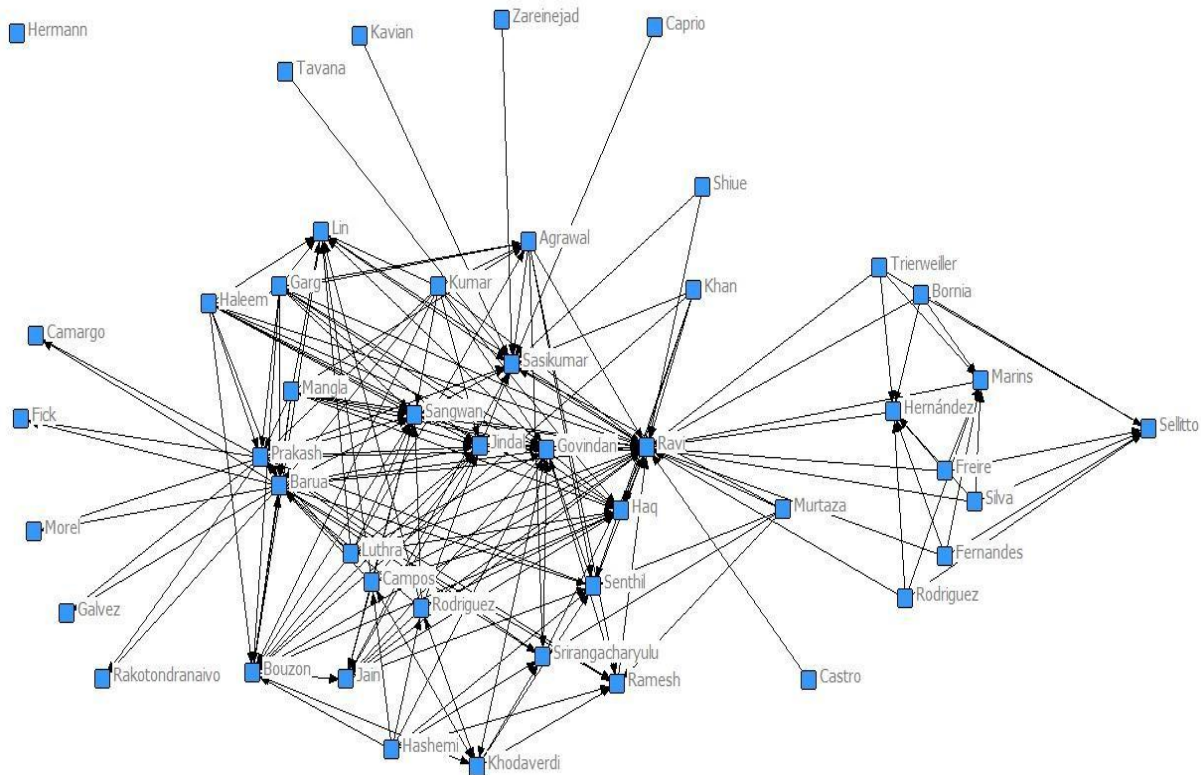 Zareinejad
Caprio
Hermann
Kavian
Tavana
Shiue
Lin
Agrawal
Trierweiller
Garg
Kumar
Khan
Bornia
Haleem
Camargo
Sasikumar
Marins
Mangla
Fick
Sangwan
Hernández
Sellitto
Jindal
Govindan
Ravi
Prakash
Freire
Barua
Silva
Haq
Murtaza
Morel
Luthra
Fernandes
Campos
Senthil
Rodriguez
Rodriguez
Galvez
Srirangacharyulu
Rakotondranaivo
Bouzon
Jain
Ramesh
Castro
Hashemi
Khodaverdi